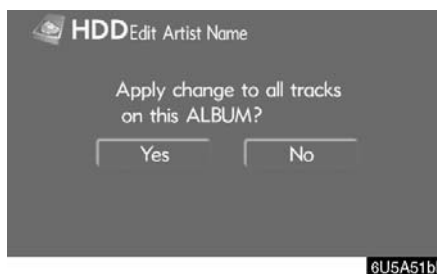 HDD Edit Artist Name
Apply change to all tracks
on this ALBUM?
Yes No
6U5A51b